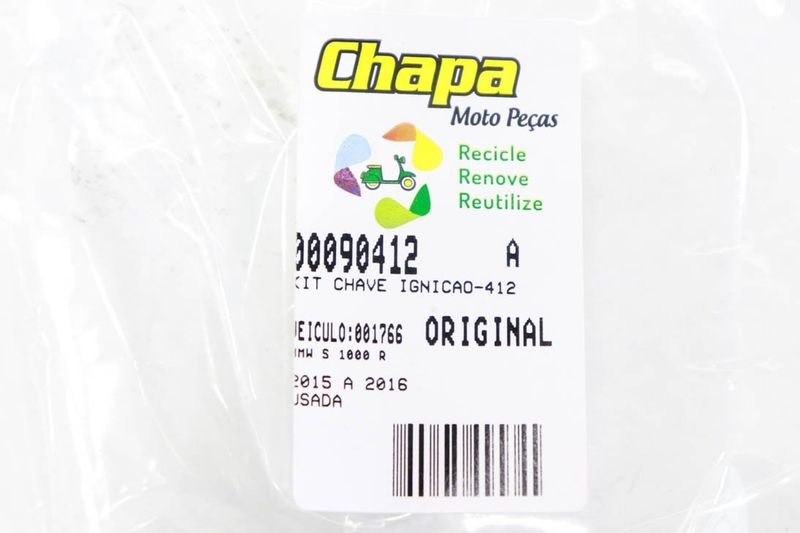 Chapa
Moto Peças
Recicle
Renove
Reutilize
00090412 A
KIT CHAVE IGNICAO-412
VEICULO:001766 ORIGINAL
BMW S 1000 R
2015 A 2016
USADA